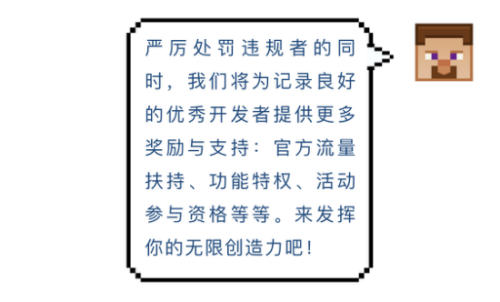 严厉处罚违规者的同
时，我们将为记录良好
的优秀开发者提供更多
奖励与支持：官方流量
扶持、功能特权、活动
参与资格等等。来发挥
你的无限创造力吧！